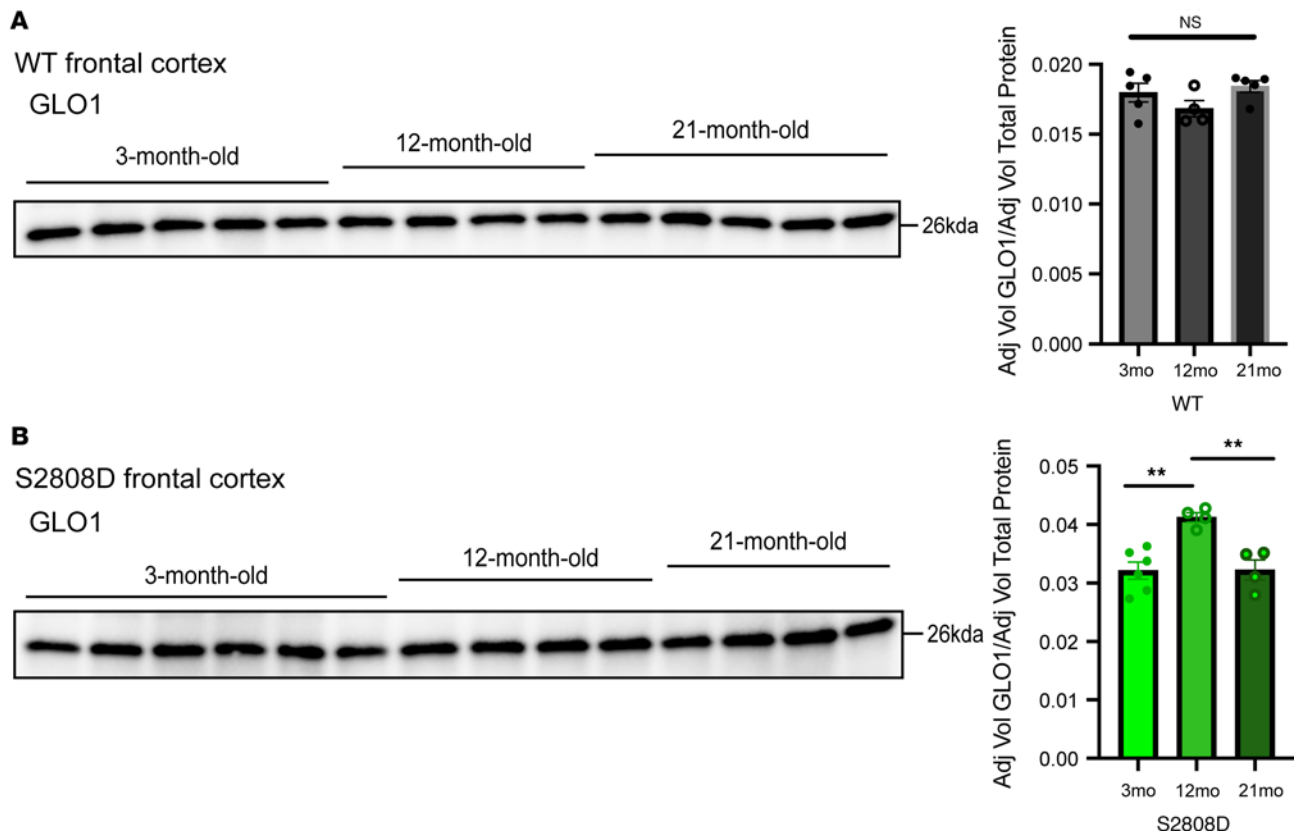 A
WT frontal cortex
GLO1
3-month-old
12-month-old
21-month-old
26kda
NS
Adj Vol GLO1/Adj Vol Total Protein
0.020
0.015
0.010
0.005
0.000
3mo 12mo 21mo
WT
B
S2808D frontal cortex
GLO1
3-month-old
12-month-old
21-month-old
26kda
**
**
Adj Vol GLO1/Adj Vol Total Protein
0.05
0.04
0.03
0.02
0.01
0.00
3mo 12mo 21mo
S2808D